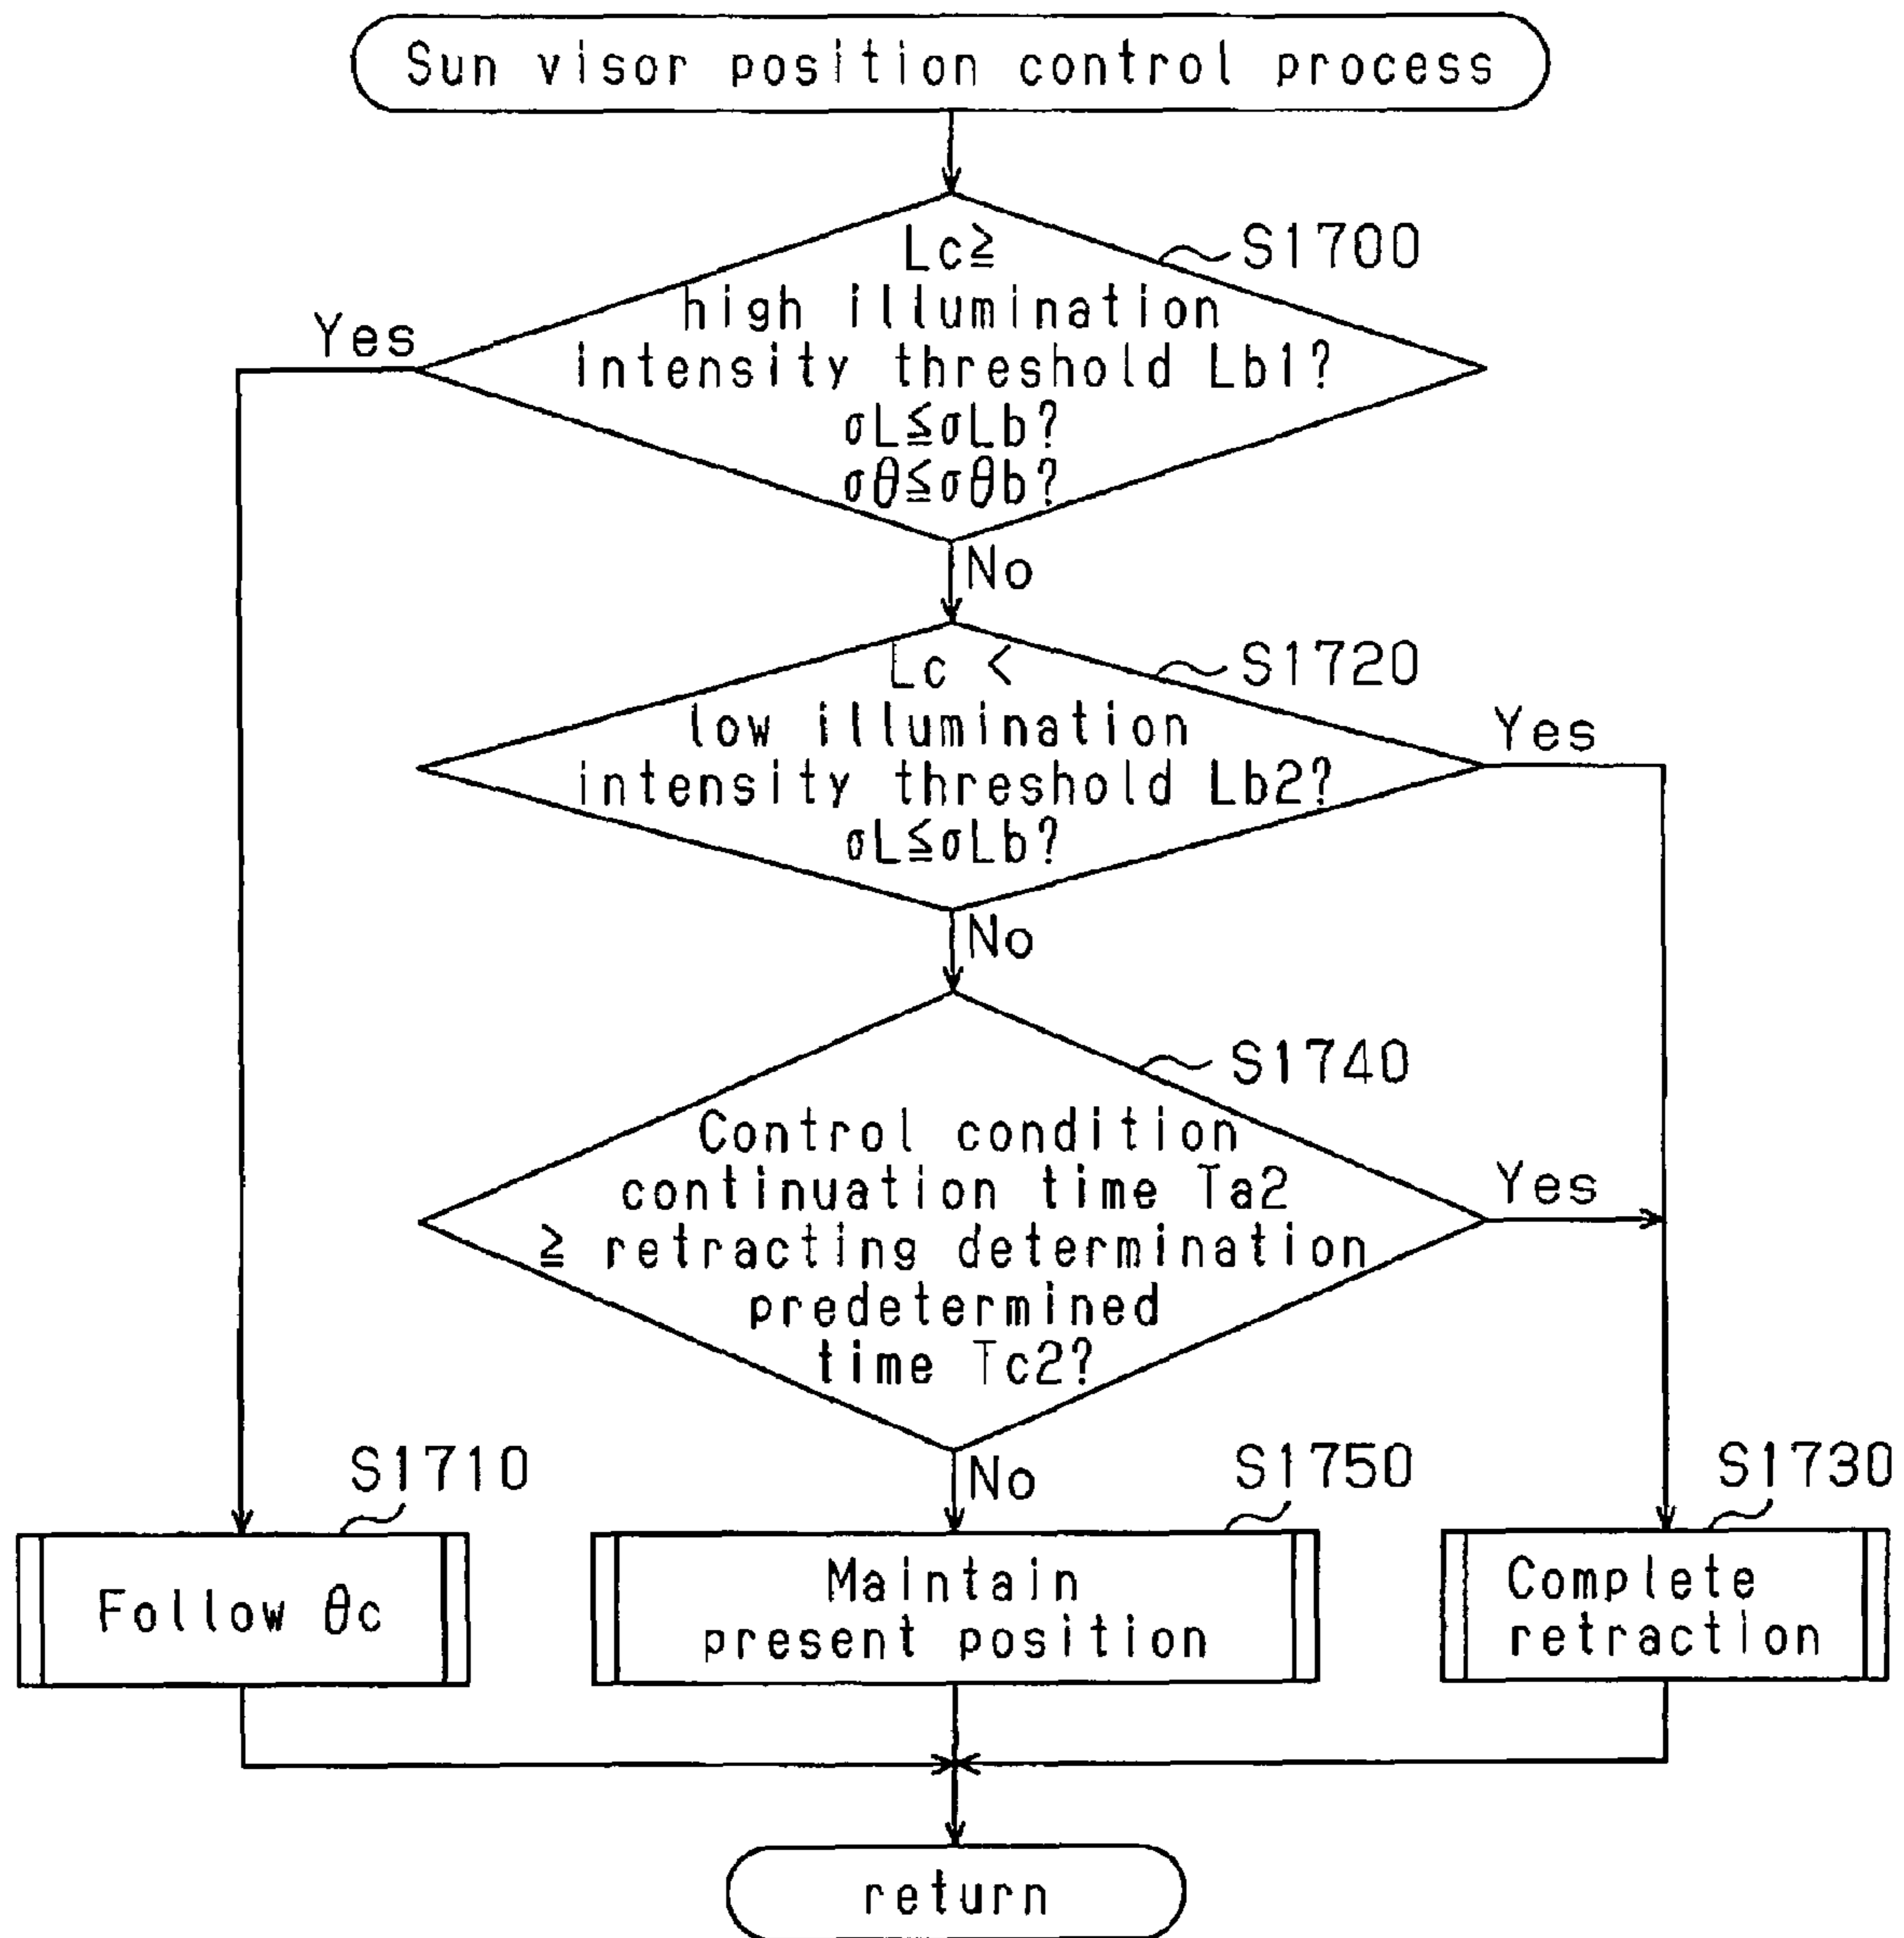 Sun visor position control process
S1700
Lc≧
high illumination
intensity threshold Lb1?
σL≦σLb?
σθ≦σθb?
Yes
No
S1720
Lc <
low illumination
intensity threshold Lb2?
σL≦σLb?
Yes
No
S1740
Control condition
continuation time Ta2
≧ retracting determination
predetermined
time Tc2?
Yes
No
S1710
Follow θc
S1750
Maintain
present position
S1730
Complete
retraction
return